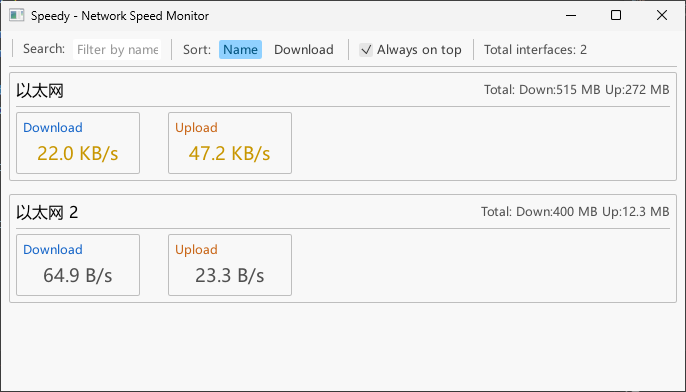 Speedy - Network Speed Monitor
Search: Filter by name Sort: Name Download Always on top Total interfaces: 2
以太网 Total: Down:515 MB Up:272 MB
Download Upload
22.0 KB/s 47.2 KB/s
以太网 2 Total: Down:400 MB Up:12.3 MB
Download Upload
64.9 B/s 23.3 B/s